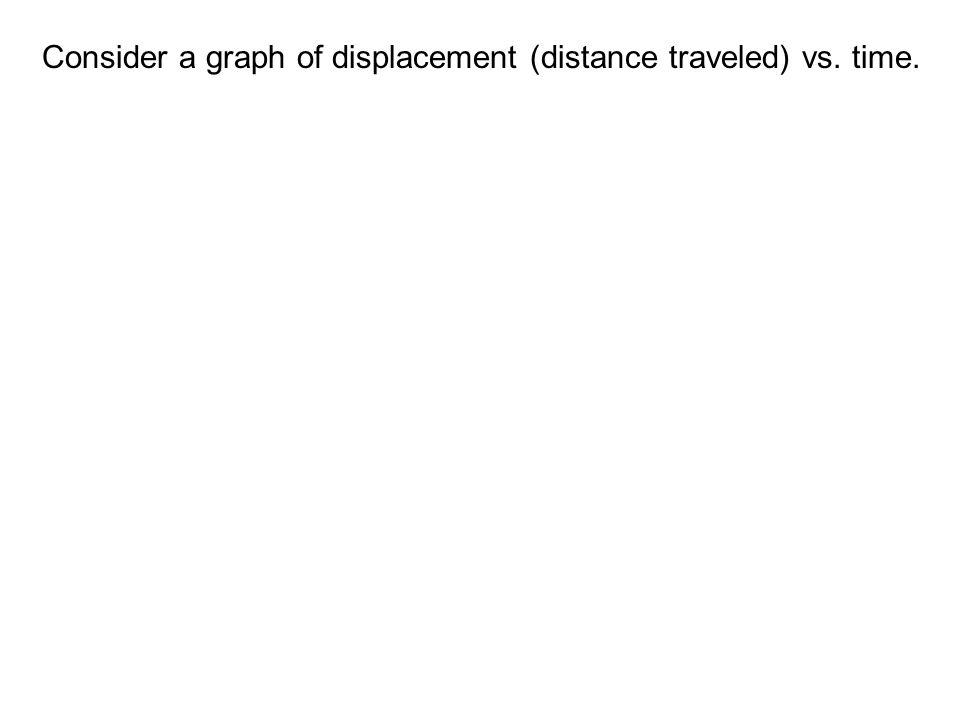 Consider a graph of displacement (distance traveled) vs. time.